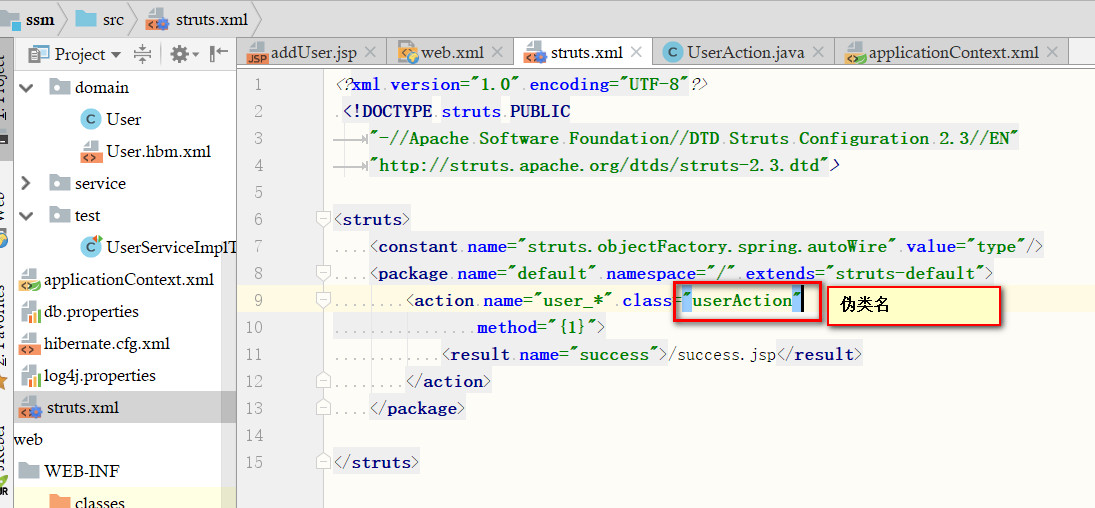 ssm src struts.xml
Project
addUser.jsp web.xml struts.xml UserAction.java applicationContext.xml
domain
User
User.hbm.xml
service
test
UserServiceImplT
applicationContext.xml
db.properties
hibernate.cfg.xml
log4j.properties
struts.xml
web
WEB-INF
classes
1 <?xml version="1.0" encoding="UTF-8"?>
2 <!DOCTYPE struts PUBLIC
3 "-//Apache Software Foundation//DTD Struts Configuration 2.3//EN"
4 "http://struts.apache.org/dtds/struts-2.3.dtd">
5
6 <struts>
7 <constant name="struts.objectFactory.spring.autoWire" value="type"/>
8 <package name="default" namespace="/" extends="struts-default">
9 <action name="user_*" class="userAction"
伪类名
10 method="{1}">
11 <result name="success">/success.jsp</result>
12 </action>
13 </package>
14
15 </struts>